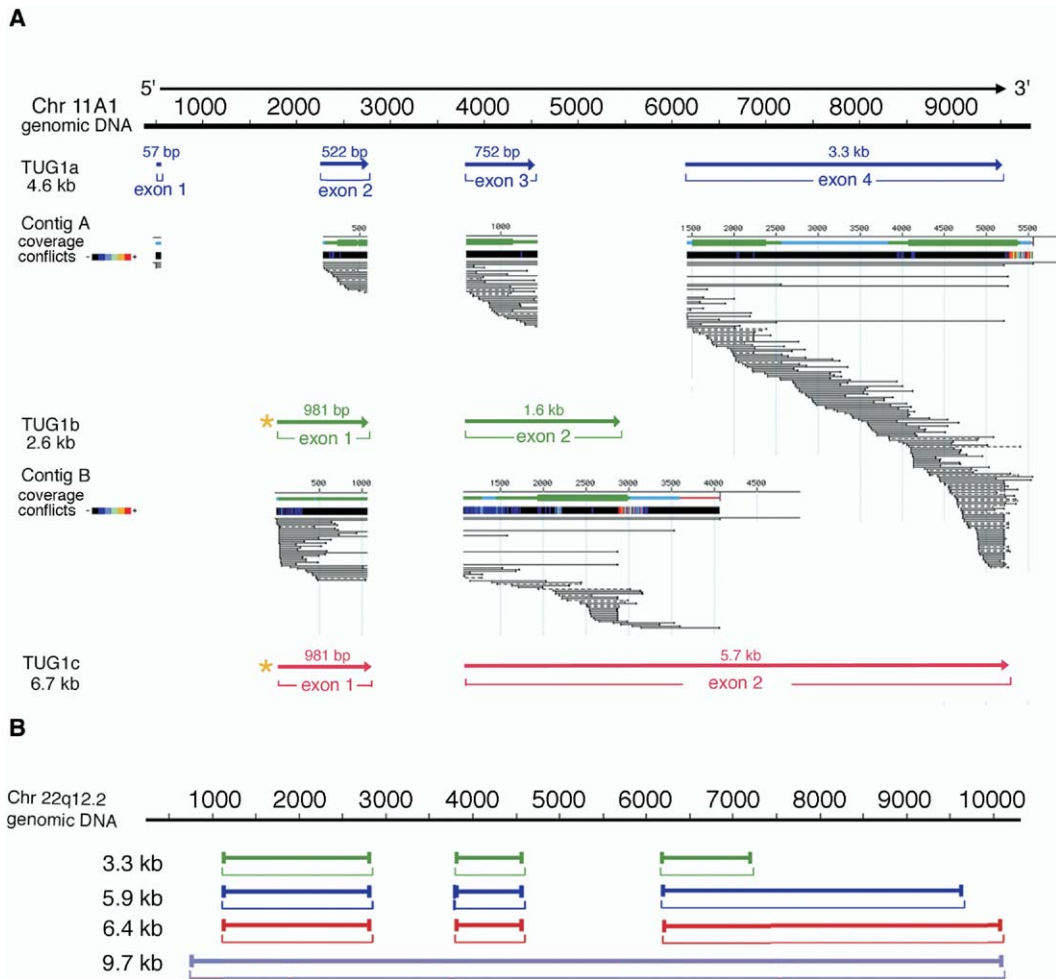 A
5' 3'
Chr 11A1
genomic DNA
1000 2000 3000 4000 5000 6000 7000 8000 9000
TUG1a
4.6 kb
57 bp 522 bp 752 bp 3.3 kb
exon 1 exon 2 exon 3 exon 4
Contig A
coverage
conflicts
- +
500 1000 1500 2000 2500 3000 3500 4000 4500 5000 5500
TUG1b
2.6 kb
* 981 bp 1.6 kb
exon 1 exon 2
Contig B
coverage
conflicts
- +
500 1000 1500 2000 2500 3000 3500 4000 4500
TUG1c
6.7 kb
* 981 bp 5.7 kb
exon 1 exon 2
B
Chr 22q12.2
genomic DNA
1000 2000 3000 4000 5000 6000 7000 8000 9000 10000
3.3 kb
5.9 kb
6.4 kb
9.7 kb